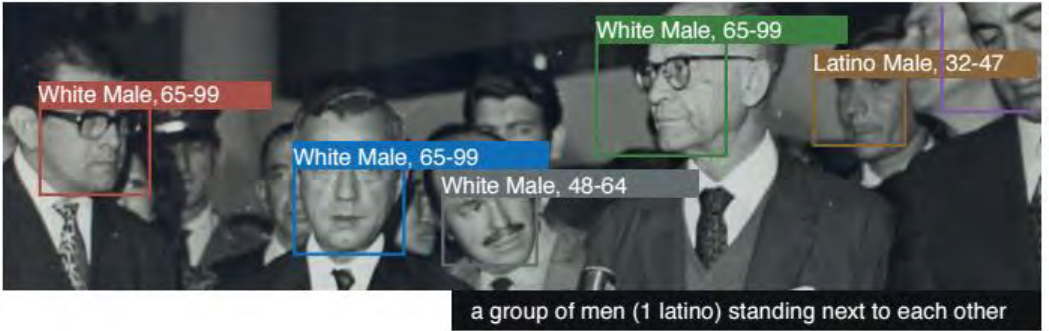 White Male, 65-99
Latino Male, 32-47
White Male, 65-99
White Male, 65-99
White Male, 48-64
a group of men (1 latino) standing next to each other